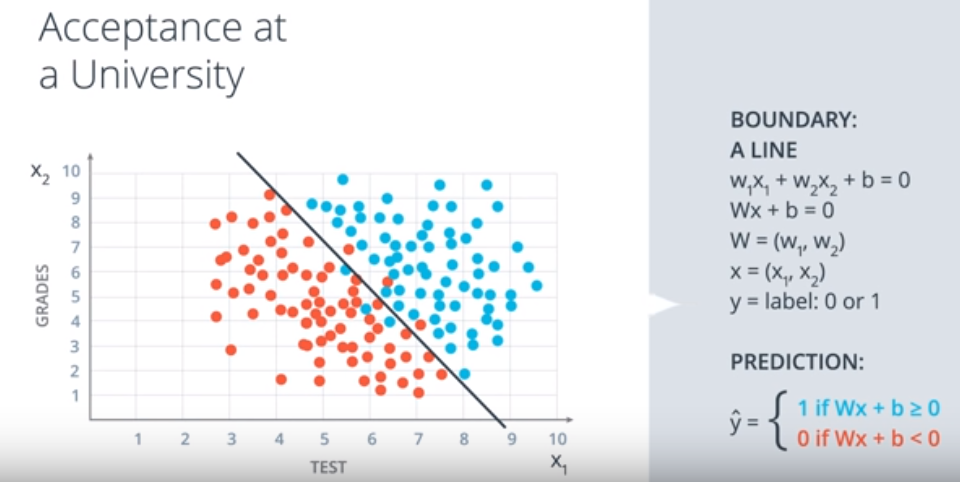 Acceptance at
a University
X₂
10
9
8
7
6
5
4
3
2
1
GRADES
1 2 3 4 5 6 7 8 9 10
TEST
X₁
BOUNDARY:
A LINE
w₁x₁ + w₂x₂ + b = 0
Wx + b = 0
W = (w₁, w₂)
x = (x₁, x₂)
y = label: 0 or 1
PREDICTION:
ŷ = { 1 if Wx + b ≥ 0
0 if Wx + b < 0